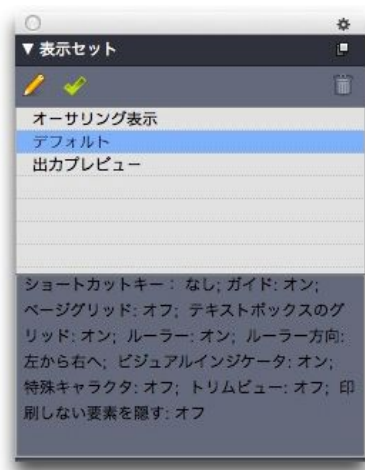 ▼ 表示セット
オーサリング表示
デフォルト
出力プレビュー
ショートカットキー： なし; ガイド: オン;
ページグリッド: オフ; テキストボックスのグ
リッド: オン; ルーラー: オン; ルーラー方向:
左から右へ; ビジュアルインジケータ: オン;
特殊キャラクタ: オフ; トリムビュー: オフ; 印
刷しない要素を隠す: オフ